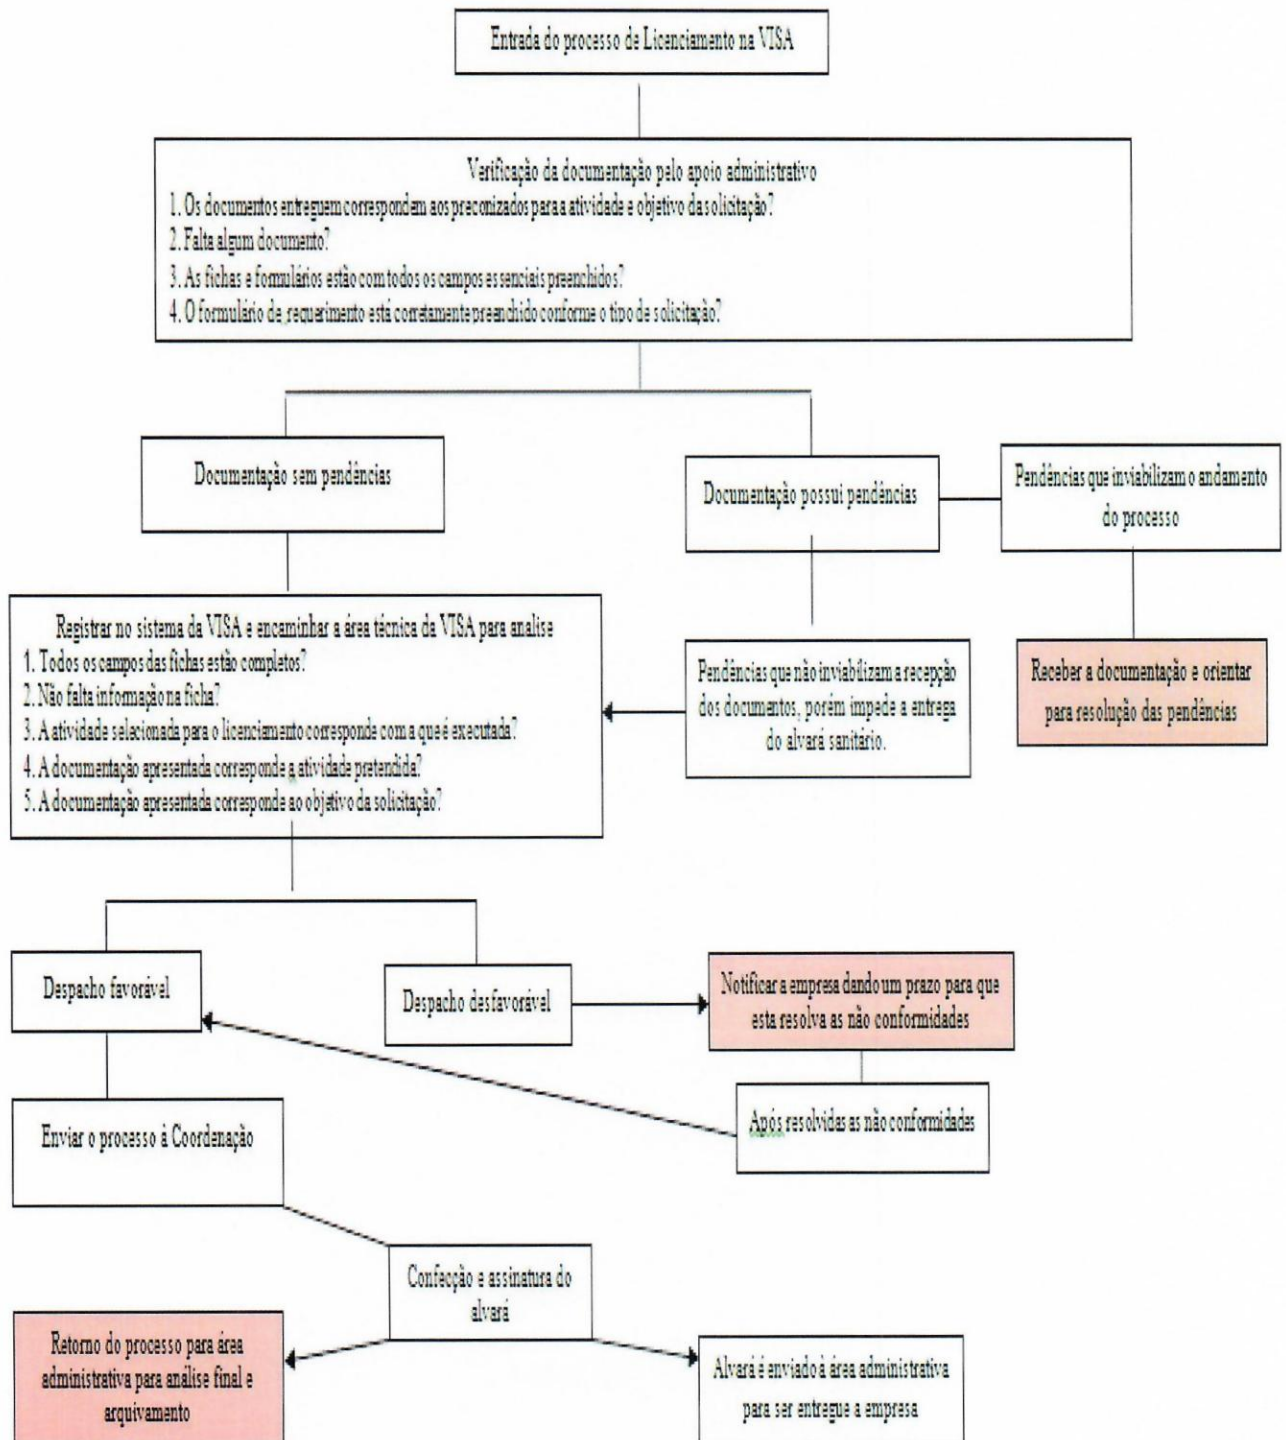 Entrada do processo de Licenciamento na VISA
Verificação da documentação pelo apoio administrativo
1. Os documentos entreguem correspondem aos preconizados para a atividade e objetivo da solicitação?
2. Falta algum documento?
3. As fichas e formulários estão com todos os campos essenciais preenchidos?
4. O formulário de requerimento está corretamente preenchido conforme o tipo de solicitação?
Documentação sem pendências
Documentação possui pendências
Pendências que inviabilizam o andamento
do processo
Registrar no sistema da VISA e encaminhar a área técnica da VISA para analise
1. Todos os campos das fichas estão completos?
2. Não falta informação na ficha?
3. A atividade selecionada para o licenciamento corresponde com a que é executada?
4. A documentação apresentada corresponde a atividade pretendida?
5. A documentação apresentada corresponde ao objetivo da solicitação?
Pendências que não inviabilizam a recepção
dos documentos, porém impede a entrega
do alvará sanitário.
Receber a documentação e orientar
para resolução das pendências
Despacho favorável
Despacho desfavorável
Notificar a empresa dando um prazo para que
esta resolva as não conformidades
Após resolvidas as não conformidades
Enviar o processo à Coordenação
Confecção e assinatura do
alvará
Retorno do processo para área
administrativa para análise final e
arquivamento
Alvará é enviado à área administrativa
para ser entregue a empresa